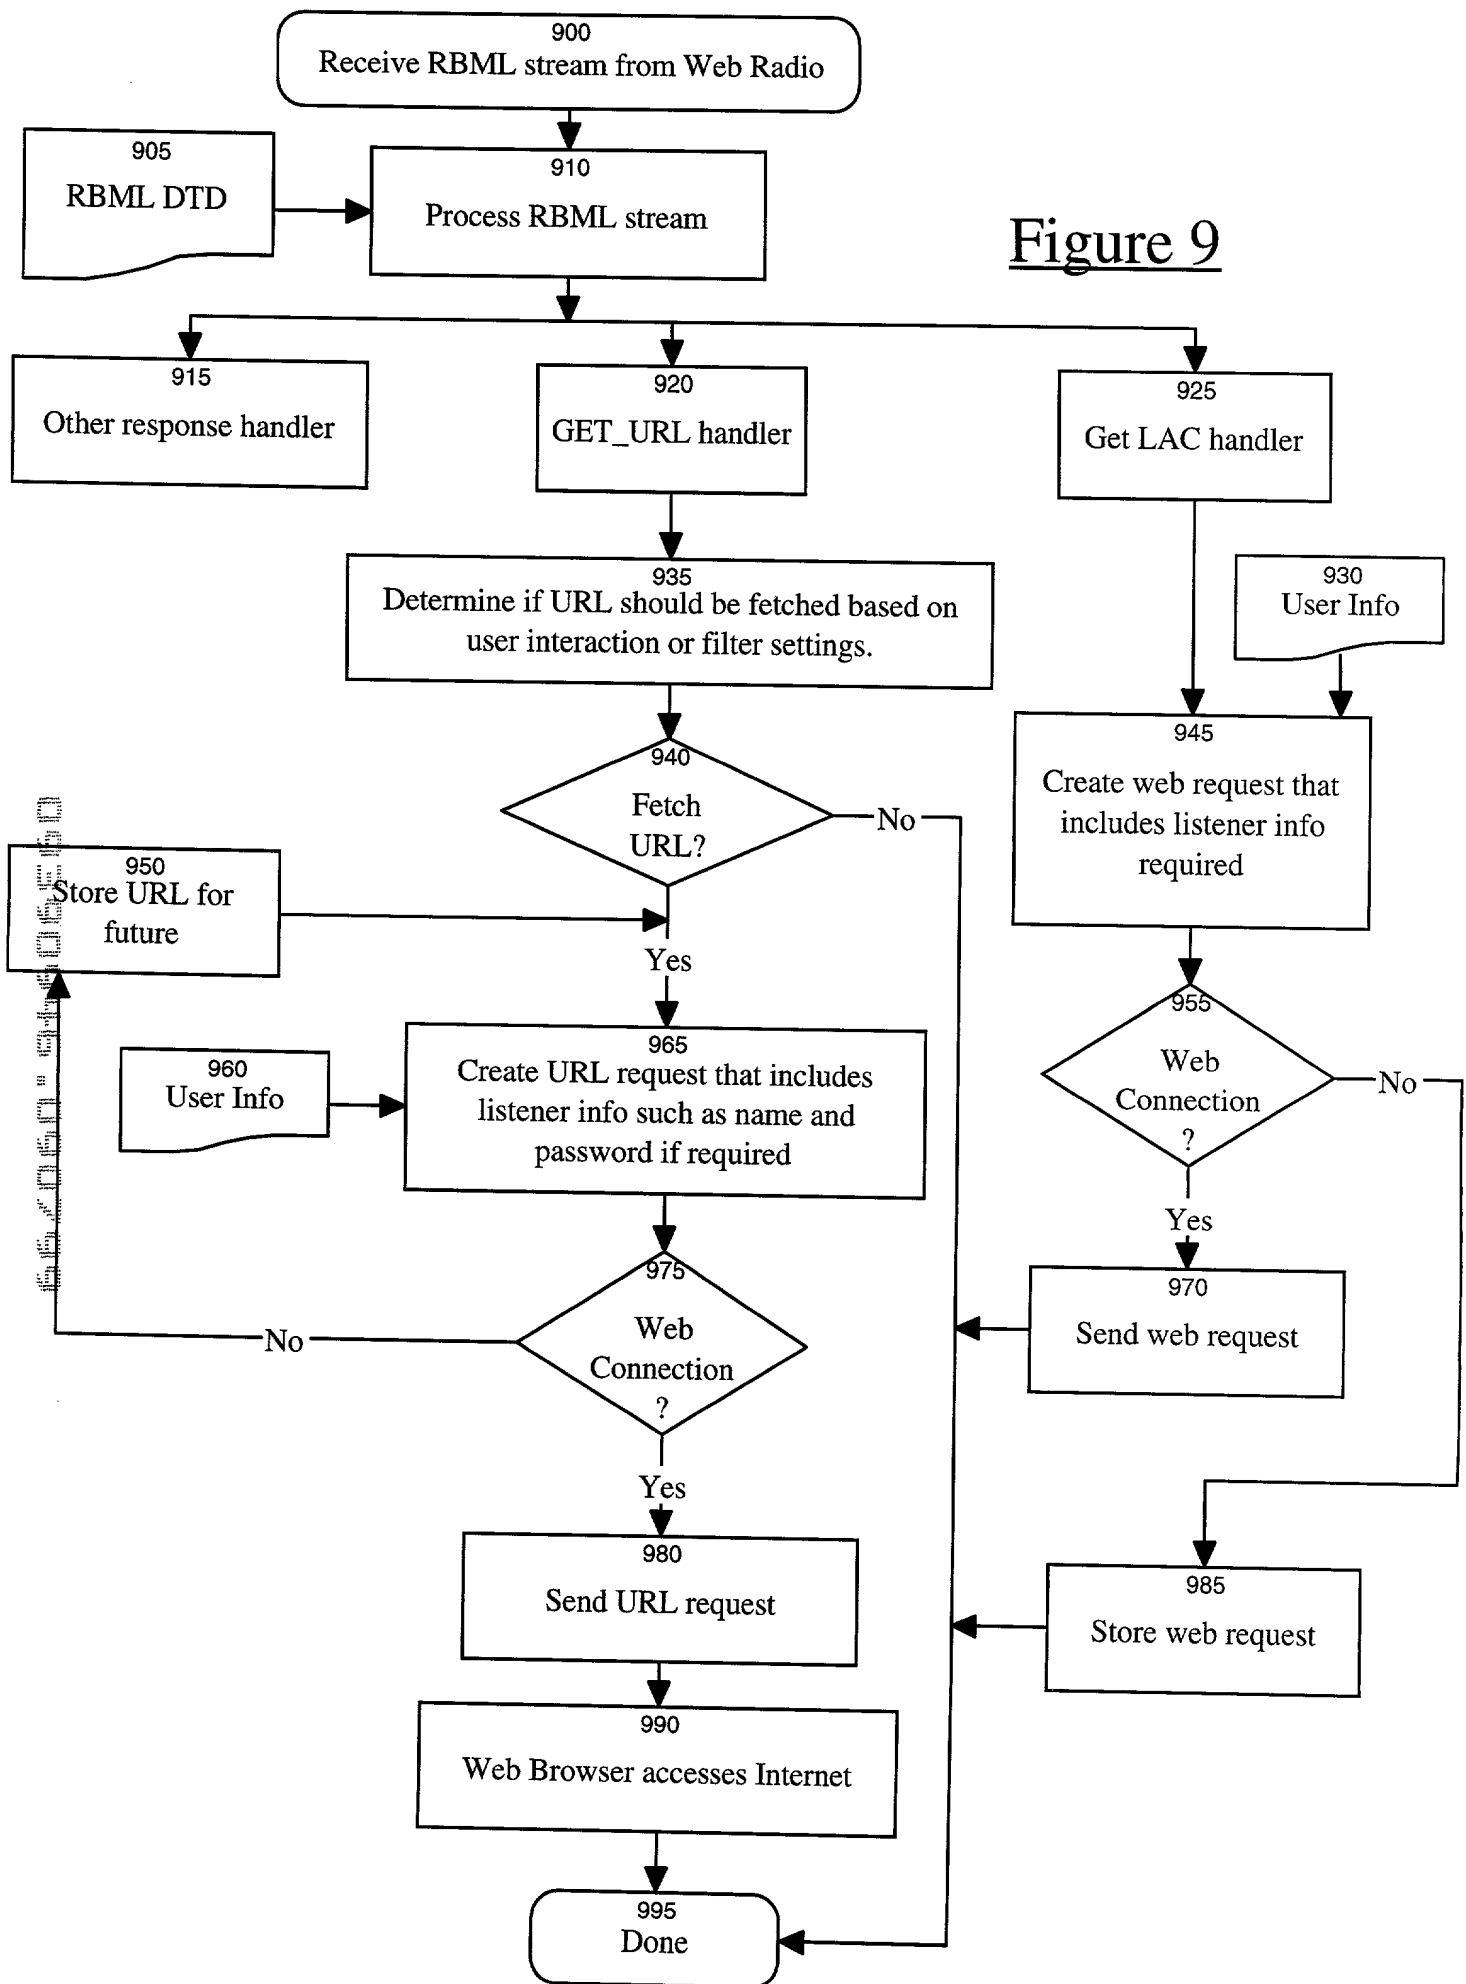 900
Receive RBML stream from Web Radio
905
RBML DTD
910
Process RBML stream
Figure 9
915
Other response handler
920
GET_URL handler
925
Get LAC handler
935
Determine if URL should be fetched based on
user interaction or filter settings.
930
User Info
940
Fetch
URL?
No
945
Create web request that
includes listener info
required
950
Store URL for
future
Yes
955
Web
Connection
?
No
960
User Info
965
Create URL request that includes
listener info such as name and
password if required
Yes
970
Send web request
975
Web
Connection
?
No
Yes
980
Send URL request
985
Store web request
990
Web Browser accesses Internet
995
Done